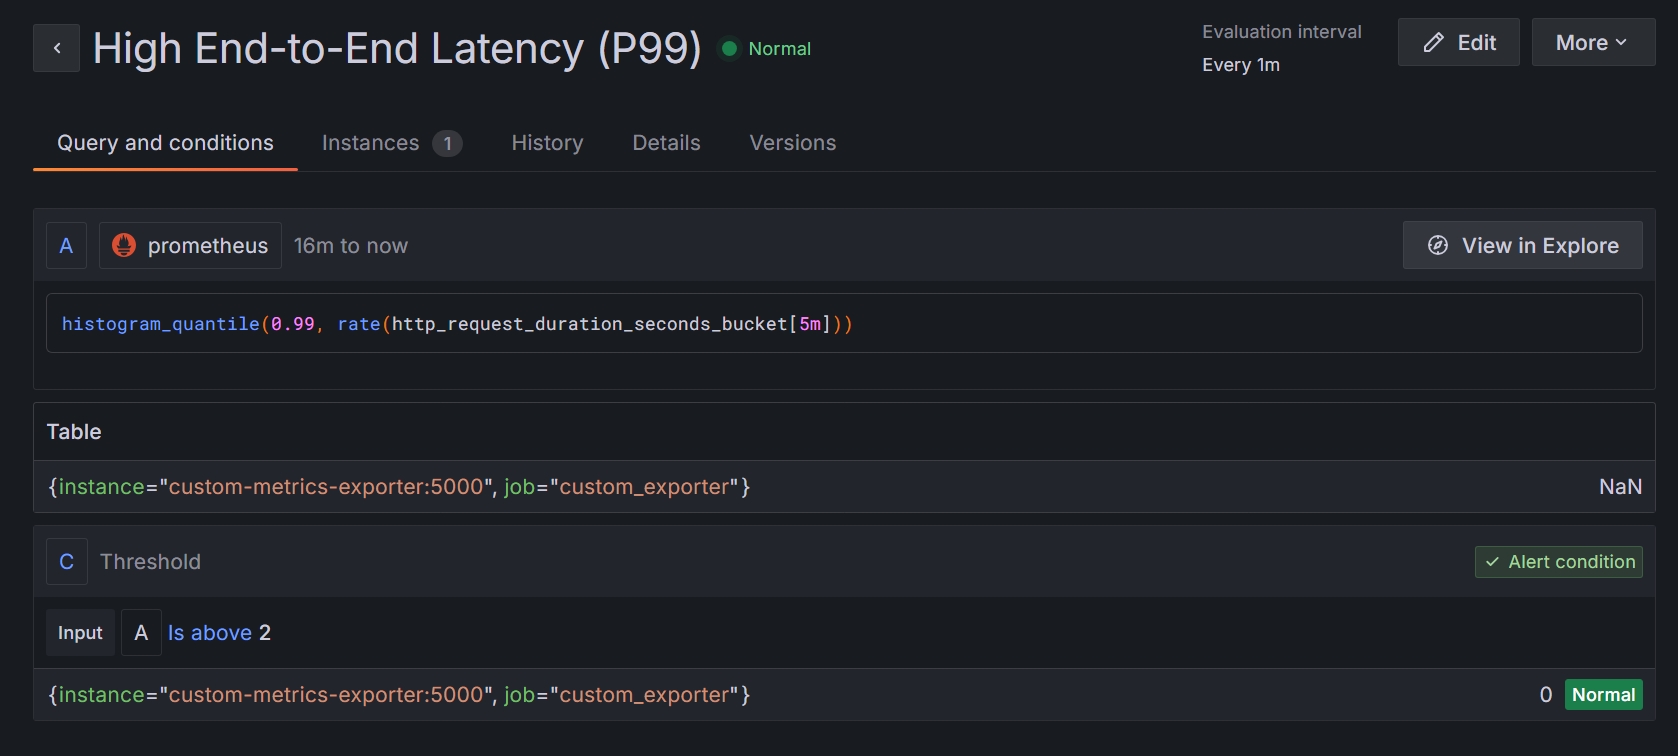 High End-to-End Latency (P99) Normal
Evaluation interval
Every 1m
Edit
More
Query and conditions Instances 1 History Details Versions
A prometheus 16m to now View in Explore
histogram_quantile(0.99, rate(http_request_duration_seconds_bucket[5m]))
Table
{instance="custom-metrics-exporter:5000", job="custom_exporter"} NaN
C Threshold Alert condition
Input A Is above 2
{instance="custom-metrics-exporter:5000", job="custom_exporter"} 0 Normal